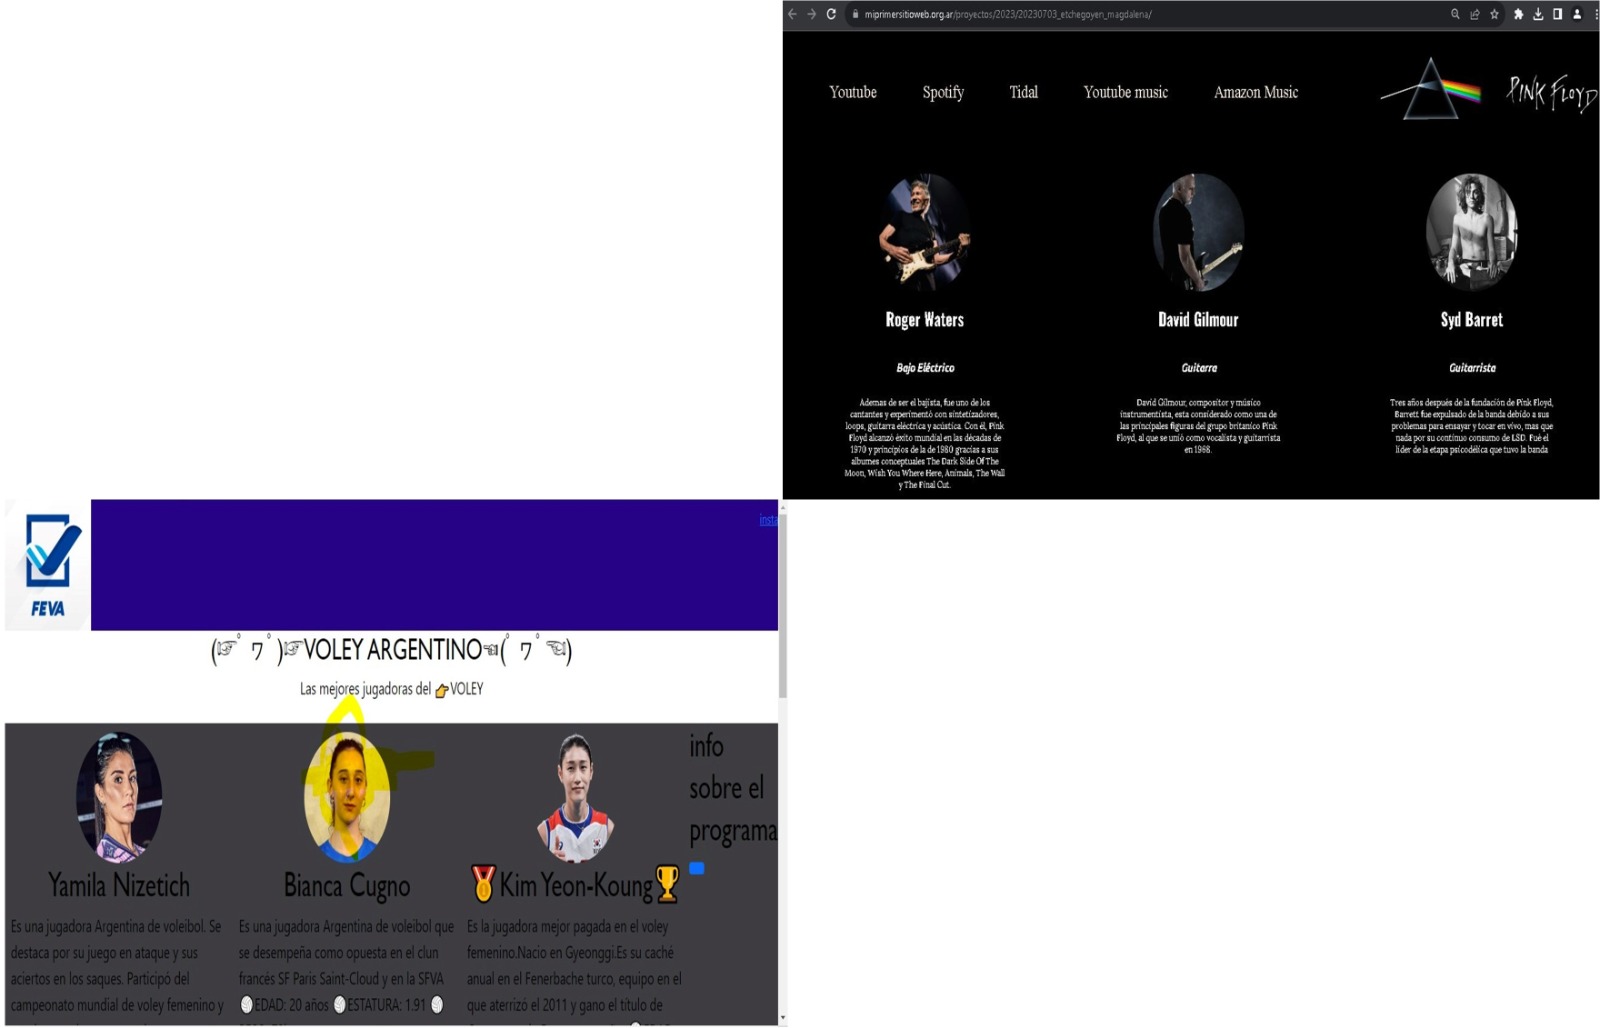 miprimersitioweb.org.ar/proyectos/2023/20230703_etchegoyen_magdalena/
Youtube Spotify Tidal Youtube music Amazon Music PINK FLOYD
Roger Waters David Gilmour Syd Barret
Bajo Eléctrico Guitarra Guitarrista
Ademas de ser el bajista, fue uno de los
cantantes y experimentó con sintetizadores,
loops, guitarra eléctrica y acústica. Con él, Pink
Floyd alcanzó éxito mundial en las décadas de
1970 y principios de la de 1980 gracias a sus
albumes conceptuales The Dark Side Of The
Moon, Wish You Where Here, Animals, The Wall
y The Final Cut.
David Gilmour, compositor y músico
instrumentista, esta considerado como una de
las principales figuras del grupo britanico Pink
Floyd, al que se unió como vocalista y guitarrista
en 1968.
Tres años después de la fundación de Pink Floyd,
Barrett fue expulsado de la banda debido a sus
problemas para ensayar y tocar en vivo, mas que
nada por su continuo consumo de LSD. Fué el
líder de la etapa psicodélica que tuvo la banda
insta
FEVA
(☞ﾟヮﾟ)☞VOLEY ARGENTINO☜(ﾟヮﾟ☜)
Las mejores jugadoras del 👉VOLEY
info
sobre el
programa
Yamila Nizetich Bianca Cugno 🏅Kim Yeon-Koung🏆
Es una jugadora Argentina de voleibol. Se
destaca por su juego en ataque y sus
aciertos en los saques. Participó del
campeonato mundial de voley femenino y
Es una jugadora Argentina de voleibol que
se desempeña como opuesta en el clun
francés SF Paris Saint-Cloud y en la SFVA
🏐EDAD: 20 años 🏐ESTATURA: 1.91 🏐
Es la jugadora mejor pagada en el voley
femenino.Nacio en Gyeonggi.Es su caché
anual en el Fenerbache turco, equipo en el
que aterrizó el 2011 y gano el título de